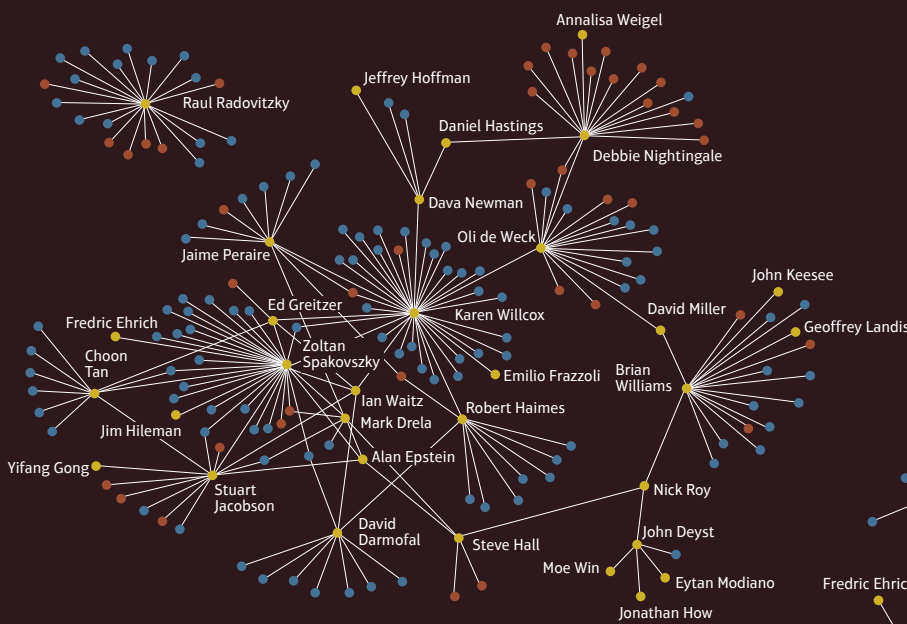 Annalisa Weigel
Jeffrey Hoffman
Raul Radovitzky
Daniel Hastings
Debbie Nightingale
Dava Newman
Oli de Weck
Jaime Peraire
John Keesee
Ed Greitzer
Karen Willcox
David Miller
Fredric Ehrich
Geoffrey Landis
Zoltan
Spakovszky
Choon
Tan
Emilio Frazzoli
Brian
Williams
Ian Waitz
Robert Haimes
Jim Hileman
Mark Drela
Alan Epstein
Yifang Gong
Stuart
Jacobson
Nick Roy
David
Darmofal
Steve Hall
John Deyst
Moe Win
Eytan Modiano
Fredric Ehric
Jonathan How